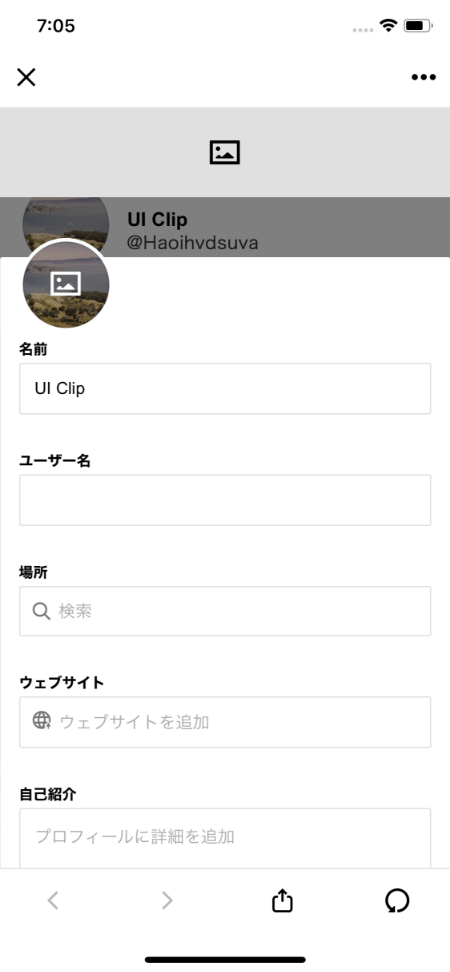 7:05
UI Clip
@Haoihvdsuva
名前
UI Clip
ユーザー名
場所
検索
ウェブサイト
ウェブサイトを追加
自己紹介
プロフィールに詳細を追加